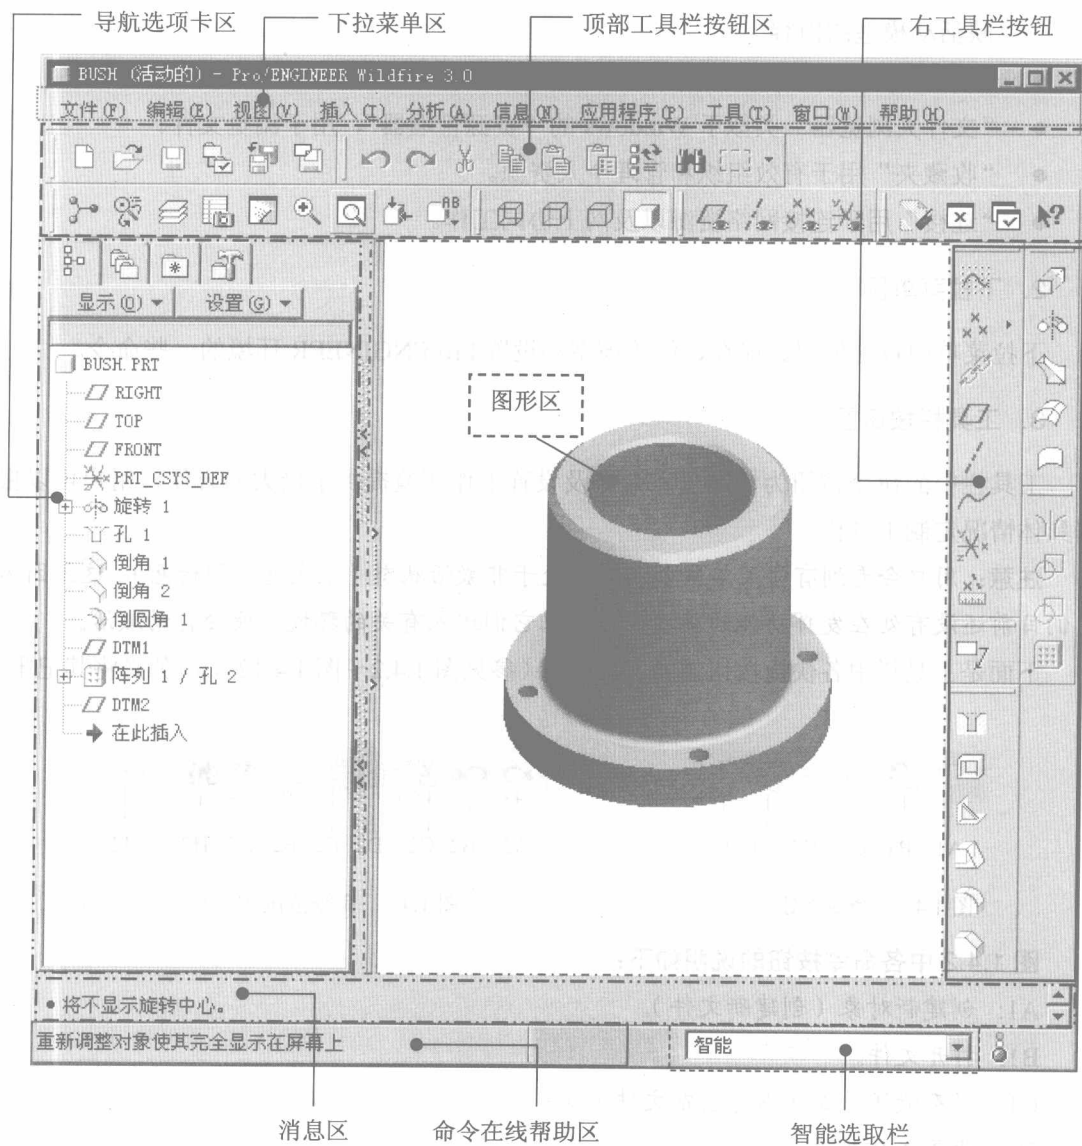 导航选项卡区
下拉菜单区
顶部工具栏按钮区
右工具栏按钮
BUSH (活动的) - Pro/ENGINEER Wildfire 3.0
文件(F) 编辑(E) 视图(V) 插入(I) 分析(A) 信息(N) 应用程序(P) 工具(T) 窗口(W) 帮助(H)
AB
显示(O) 设置(G)
BUSH.PRT
RIGHT
TOP
FRONT
PRT_CSYS_DEF
旋转 1
孔 1
倒角 1
倒角 2
倒圆角 1
DTM1
阵列 1 / 孔 2
DTM2
在此插入
图形区
• 将不显示旋转中心。
重新调整对象使其完全显示在屏幕上
智能
消息区
命令在线帮助区
智能选取栏